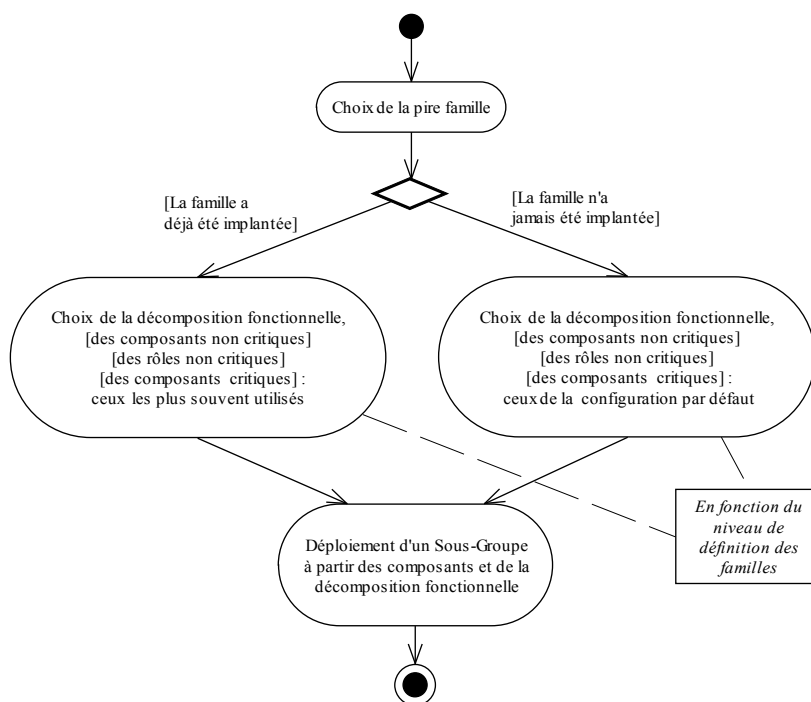 Choix de la pire famille
[La famille a
déjà été implantée]
[La famille n'a
jamais été implantée]
Choix de la décomposition fonctionnelle,
[des composants non critiques]
[des rôles non critiques]
[des composants critiques] :
ceux les plus souvent utilisés
Choix de la décomposition fonctionnelle,
[des composants non critiques]
[des rôles non critiques]
[des composants critiques] :
ceux de la configuration par défaut
En fonction du
niveau de
définition des
familles
Déploiement d'un Sous-Groupe
à partir des composants et de la
décomposition fonctionnelle